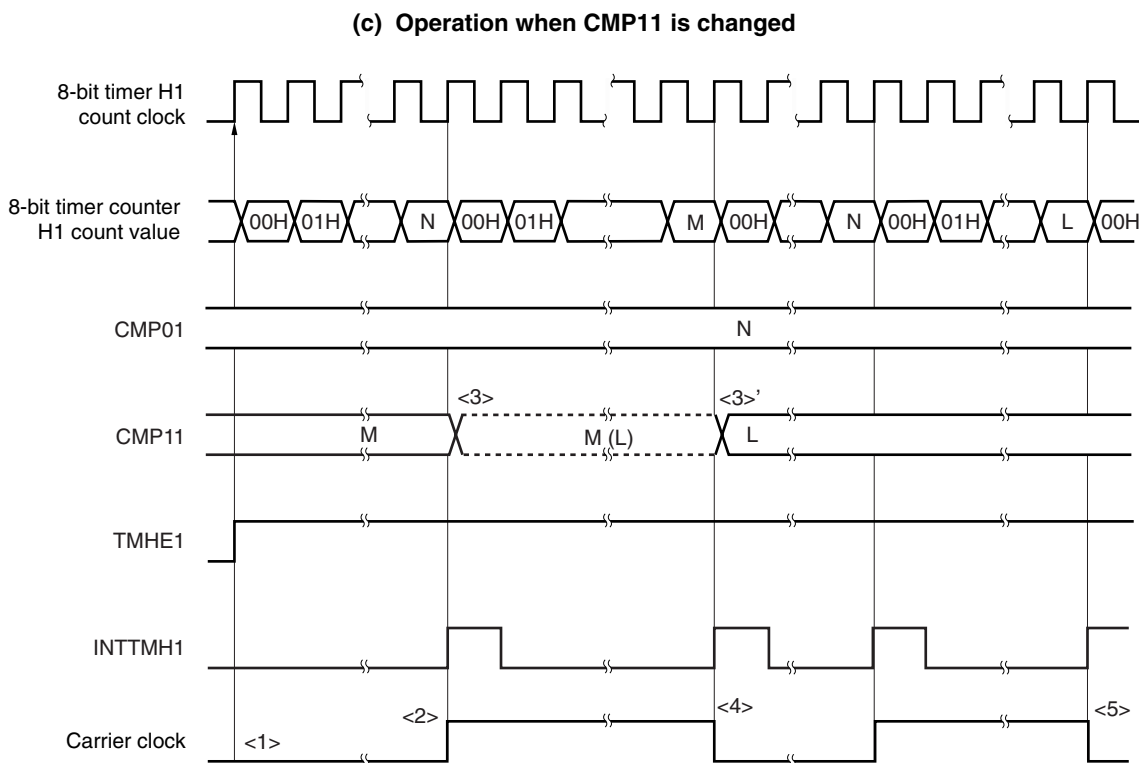 (c) Operation when CMP11 is changed
8-bit timer H1
count clock
8-bit timer counter
H1 count value
00H 01H N 00H 01H M 00H N 00H 01H L 00H
CMP01
N
<3> <3>’
CMP11
M M (L) L
TMHE1
INTTMH1
<2> <4> <5>
Carrier clock
<1>